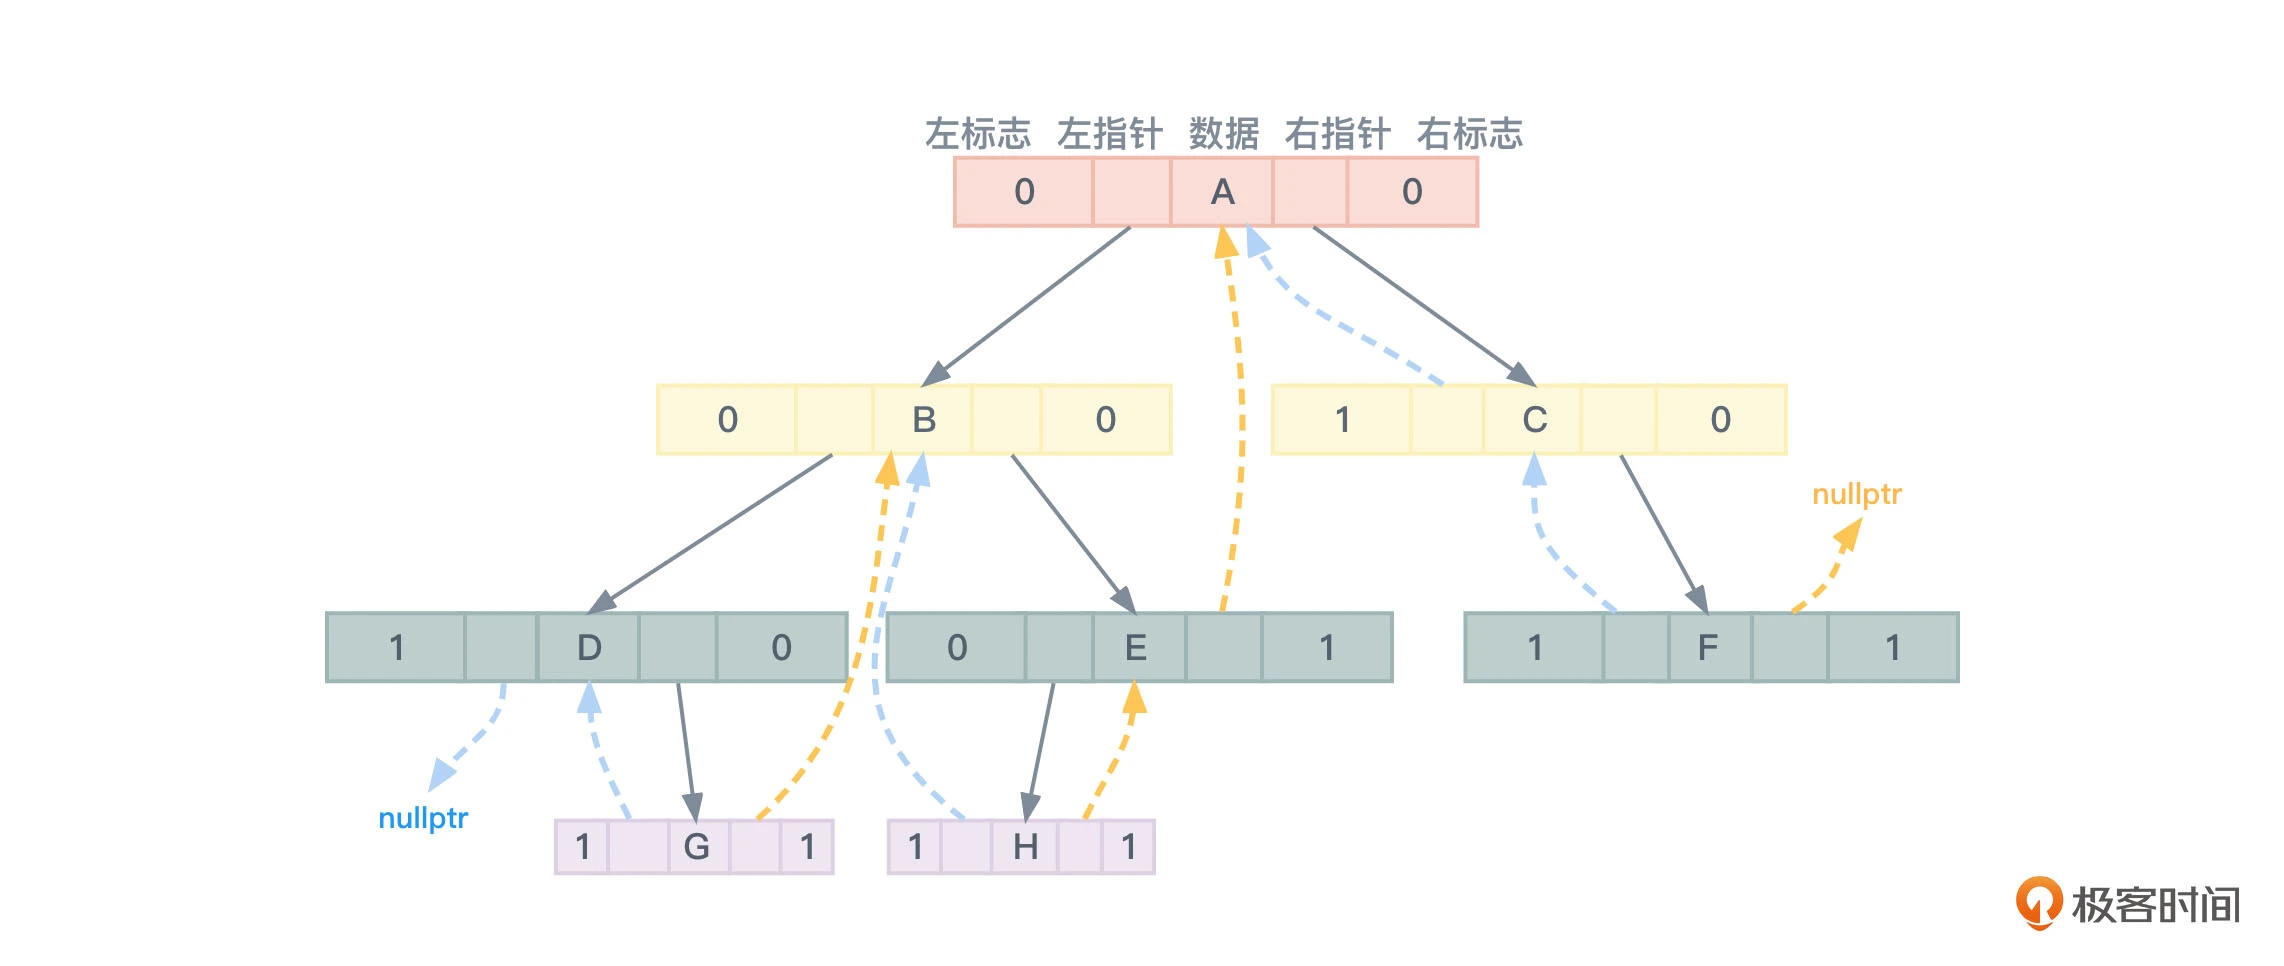 左标志 左指针 数据 右指针 右标志
0 A 0
0 B 0
1 C 0
nullptr
1 D 0
0 E 1
1 F 1
nullptr
1 G 1
1 H 1
极客时间